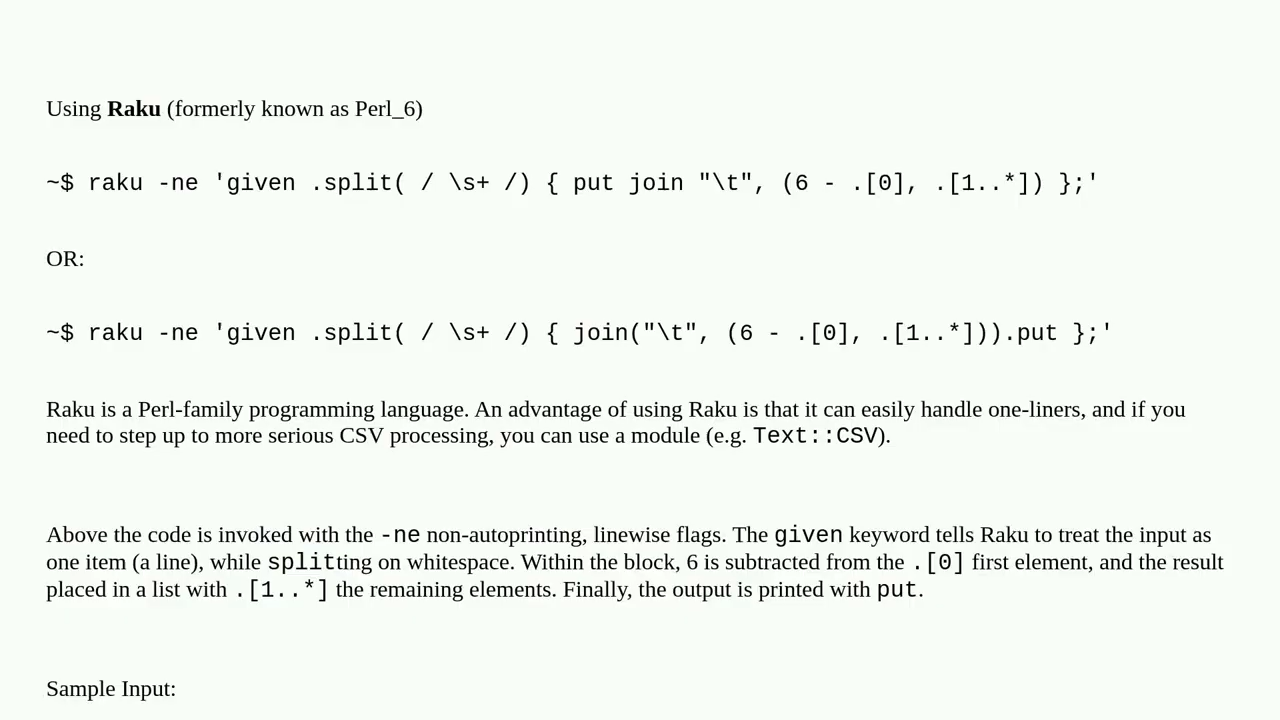 Using Raku (formerly known as Perl_6)
~$ raku -ne 'given .split( / \s+ /) { put join "\t", (6 - .[0], .[1..*]) };'
OR:
~$ raku -ne 'given .split( / \s+ /) { join("\t", (6 - .[0], .[1..*])).put };'
Raku is a Perl-family programming language. An advantage of using Raku is that it can easily handle one-liners, and if you
need to step up to more serious CSV processing, you can use a module (e.g. Text::CSV).
Above the code is invoked with the -ne non-autoprinting, linewise flags. The given keyword tells Raku to treat the input as
one item (a line), while splitting on whitespace. Within the block, 6 is subtracted from the .[0] first element, and the result
placed in a list with .[1..*] the remaining elements. Finally, the output is printed with put.
Sample Input: